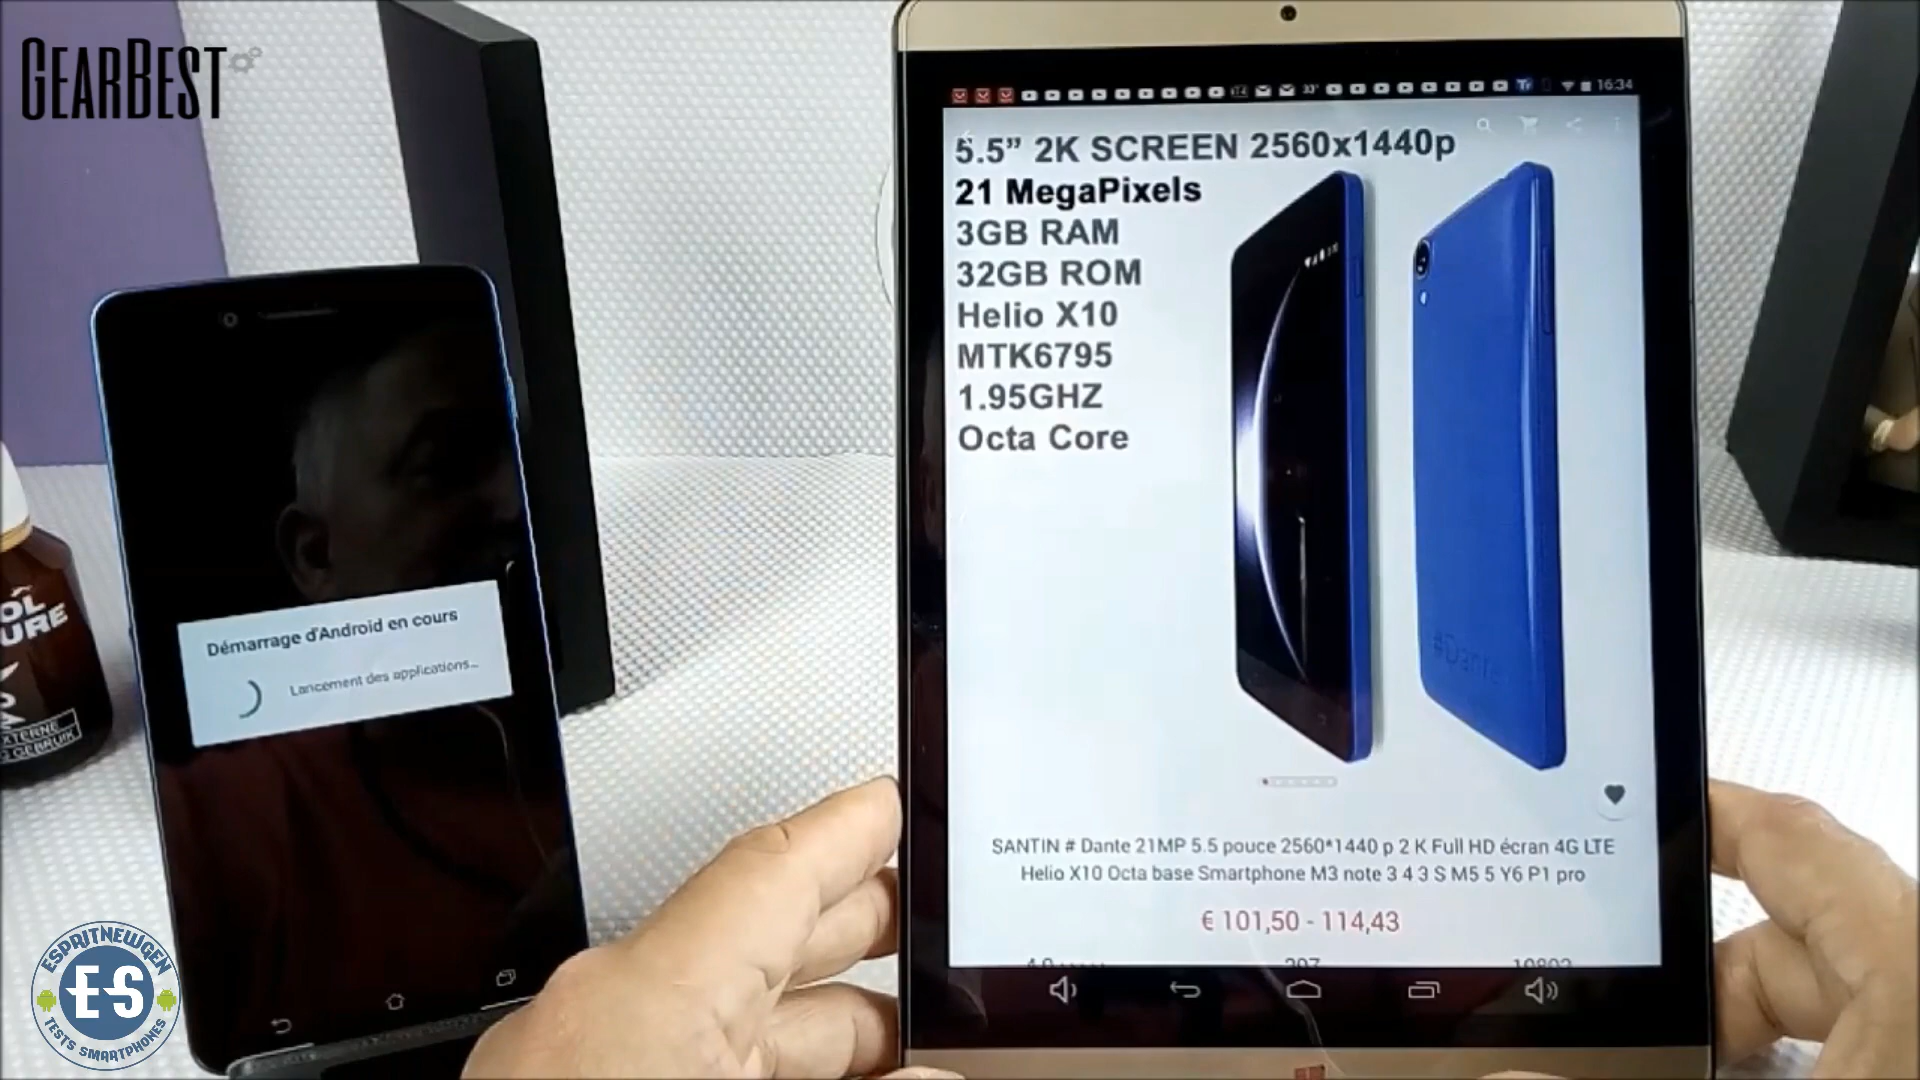 GEARBEST
16:34
5.5” 2K SCREEN 2560x1440p
21 MegaPixels
3GB RAM
32GB ROM
Helio X10
MTK6795
1.95GHZ
Octa Core
#Dante
SANTIN # Dante 21MP 5.5 pouce 2560*1440 p 2 K Full HD écran 4G LTE
Helio X10 Octa base Smartphone M3 note 3 4 3 S M5 5 Y6 P1 pro
€ 101,50 - 114,43
Démarrage d'Android en cours
Lancement des applications...
ESPRITNEWGEN
ES
TESTS SMARTPHONES